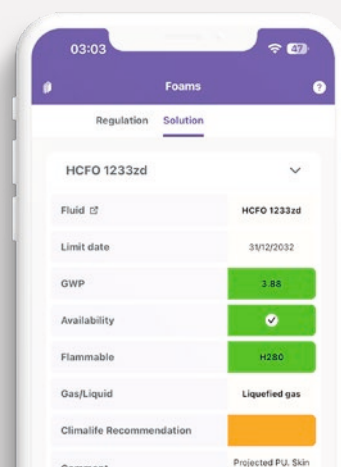 03:03
47
Foams
?
Regulation Solution
HCFO 1233zd
Fluid HCFO 1233zd
Limit date 31/12/2032
GWP 3.88
Availability
Flammable H280
Gas/Liquid Liquefied gas
Climalife Recommendation
Comment Projected PU. Skin